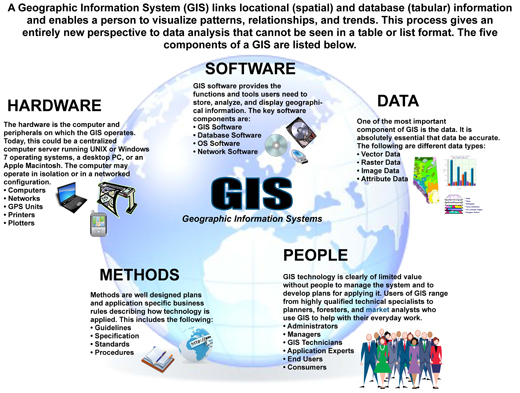 A Geographic Information System (GIS) links locational (spatial) and database (tabular) information
and enables a person to visualize patterns, relationships, and trends. This process gives an
entirely new perspective to data analysis that cannot be seen in a table or list format. The five
components of a GIS are listed below.
SOFTWARE
GIS software provides the
functions and tools users need to
store, analyze, and display geographi-
cal information. The key software
components are:
• GIS Software
• Database Software
• OS Software
• Network Software
HARDWARE
The hardware is the computer and
peripherals on which the GIS operates.
Today, this could be a centralized
computer server running UNIX or Windows
7 operating systems, a desktop PC, or an
Apple Macintosh. The computer may
operate in isolation or in a networked
configuration.
• Computers
• Networks
• GPS Units
• Printers
• Plotters
DATA
One of the most important
component of GIS is the data. It is
absolutely essential that data be accurate.
The following are different data types:
• Vector Data
• Raster Data
• Image Data
• Attribute Data
GIS
Geographic Information Systems
METHODS
Methods are well designed plans
and application specific business
rules describing how technology is
applied. This includes the following:
• Guidelines
• Specification
• Standards
• Procedures
PEOPLE
GIS technology is clearly of limited value
without people to manage the system and to
develop plans for applying it. Users of GIS range
from highly qualified technical specialists to
planners, foresters, and market analysts who
use GIS to help with their everyday work.
• Administrators
• Managers
• GIS Technicians
• Application Experts
• End Users
• Consumers